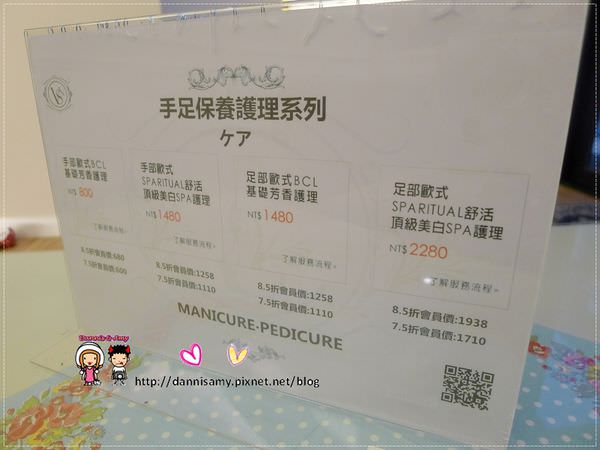 手足保養護理系列
ケア
手部歐式BCL
基礎芳香護理
NT$ 800
了解服務流程»
8.5折會員價:680
7.5折會員價:600
手部歐式
SPARITUAL舒活
頂級美白SPA護理
NT$ 1480
了解服務流程»
8.5折會員價:1258
7.5折會員價:1110
足部歐式BCL
基礎芳香護理
NT$ 1480
了解服務流程»
8.5折會員價:1258
7.5折會員價:1110
足部歐式
SPARITUAL舒活
頂級美白SPA護理
NT$ 2280
了解服務流程»
8.5折會員價:1938
7.5折會員價:1710
MANICURE·PEDICURE
Dannis & Amy
http://dannisamy.pixnet.net/blog